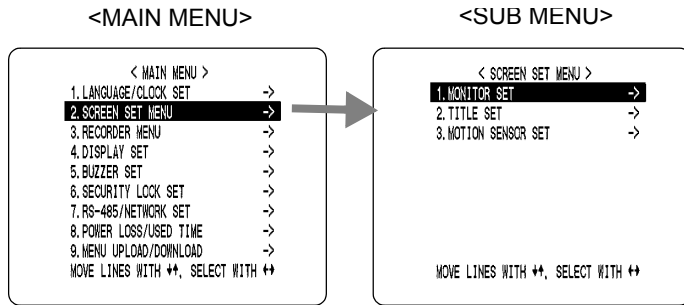 <MAIN MENU>
< MAIN MENU >
1. LANGUAGE/CLOCK SET ->
2. SCREEN SET MENU ->
3. RECORDER MENU ->
4. DISPLAY SET ->
5. BUZZER SET ->
6. SECURITY LOCK SET ->
7. RS-485/NETWORK SET ->
8. POWER LOSS/USED TIME ->
9. MENU UPLOAD/DOWNLOAD ->
MOVE LINES WITH ↓↑, SELECT WITH ←→
<SUB MENU>
< SCREEN SET MENU >
1. MONITOR SET ->
2. TITLE SET ->
3. MOTION SENSOR SET ->
MOVE LINES WITH ↓↑, SELECT WITH ←→